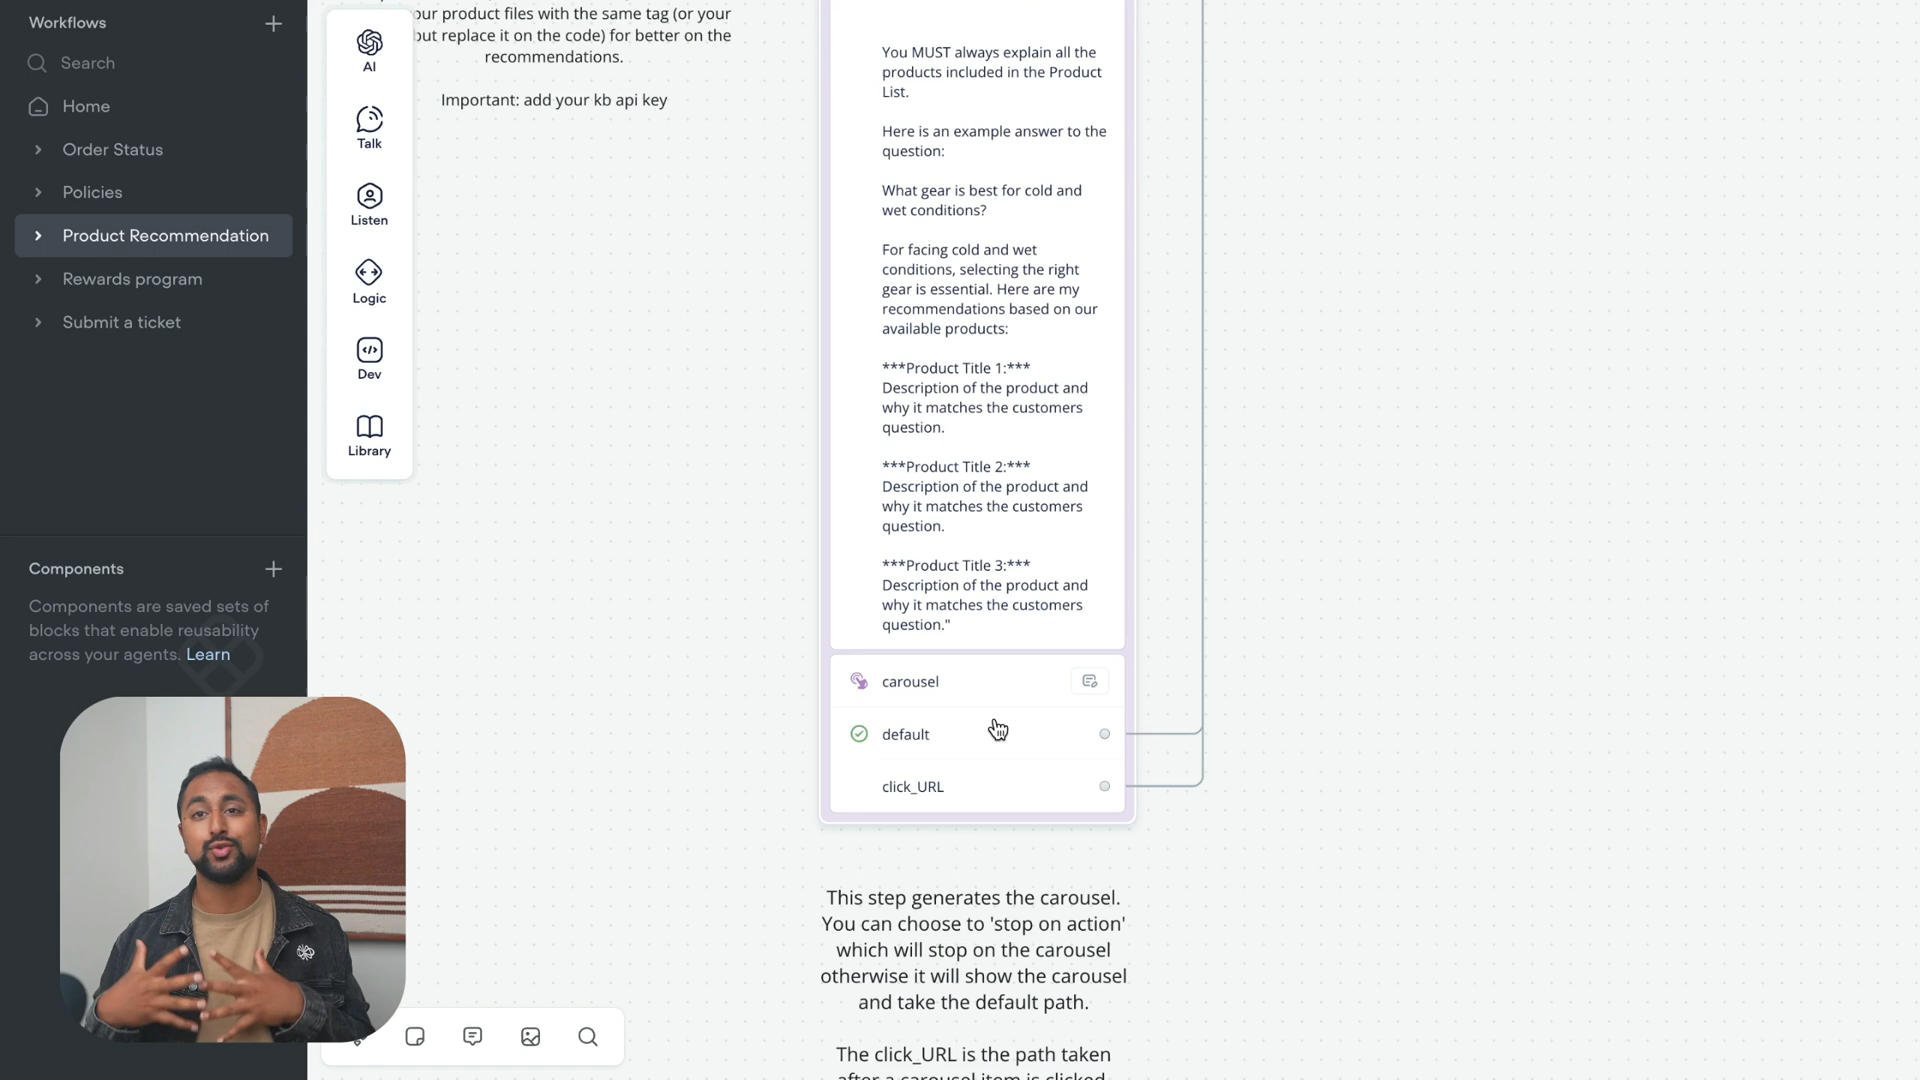 Workflows
Search
Home
Order Status
Policies
Product Recommendation
Rewards program
Submit a ticket
Components
Components are saved sets of
blocks that enable reusability
across your agents. Learn
AI
Talk
Listen
Logic
Dev
Library
our product files with the same tag (or your
but replace it on the code) for better on the
recommendations.
Important: add your kb api key
You MUST always explain all the
products included in the Product
List.
Here is an example answer to the
question:
What gear is best for cold and
wet conditions?
For facing cold and wet
conditions, selecting the right
gear is essential. Here are my
recommendations based on our
available products:
***Product Title 1:***
Description of the product and
why it matches the customers
question.
***Product Title 2:***
Description of the product and
why it matches the customers
question.
***Product Title 3:***
Description of the product and
why it matches the customers
question."
carousel
default
click_URL
This step generates the carousel.
You can choose to 'stop on action'
which will stop on the carousel
otherwise it will show the carousel
and take the default path.
The click_URL is the path taken
after a carousel item is clicked